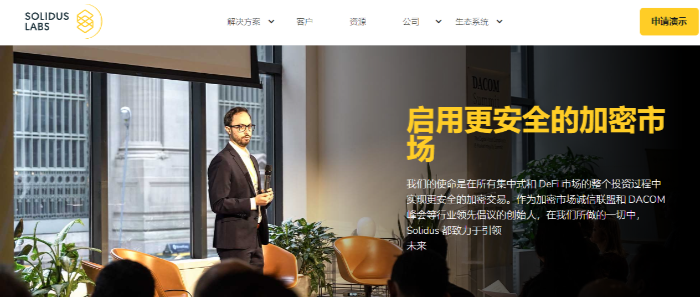 SOLIDUS
LABS
解决方案 客户 资源 公司 生态系统
申请演示
DACOM
启用更安全的加密市
场
我们的使命是在所有集中式和 DeFi 市场的整个投资过程中
实现更安全的加密交易。作为加密市场诚信联盟和 DACOM
峰会等行业领先倡议的创始人，在我们所做的一切中，
Solidus 都致力于引领
未来